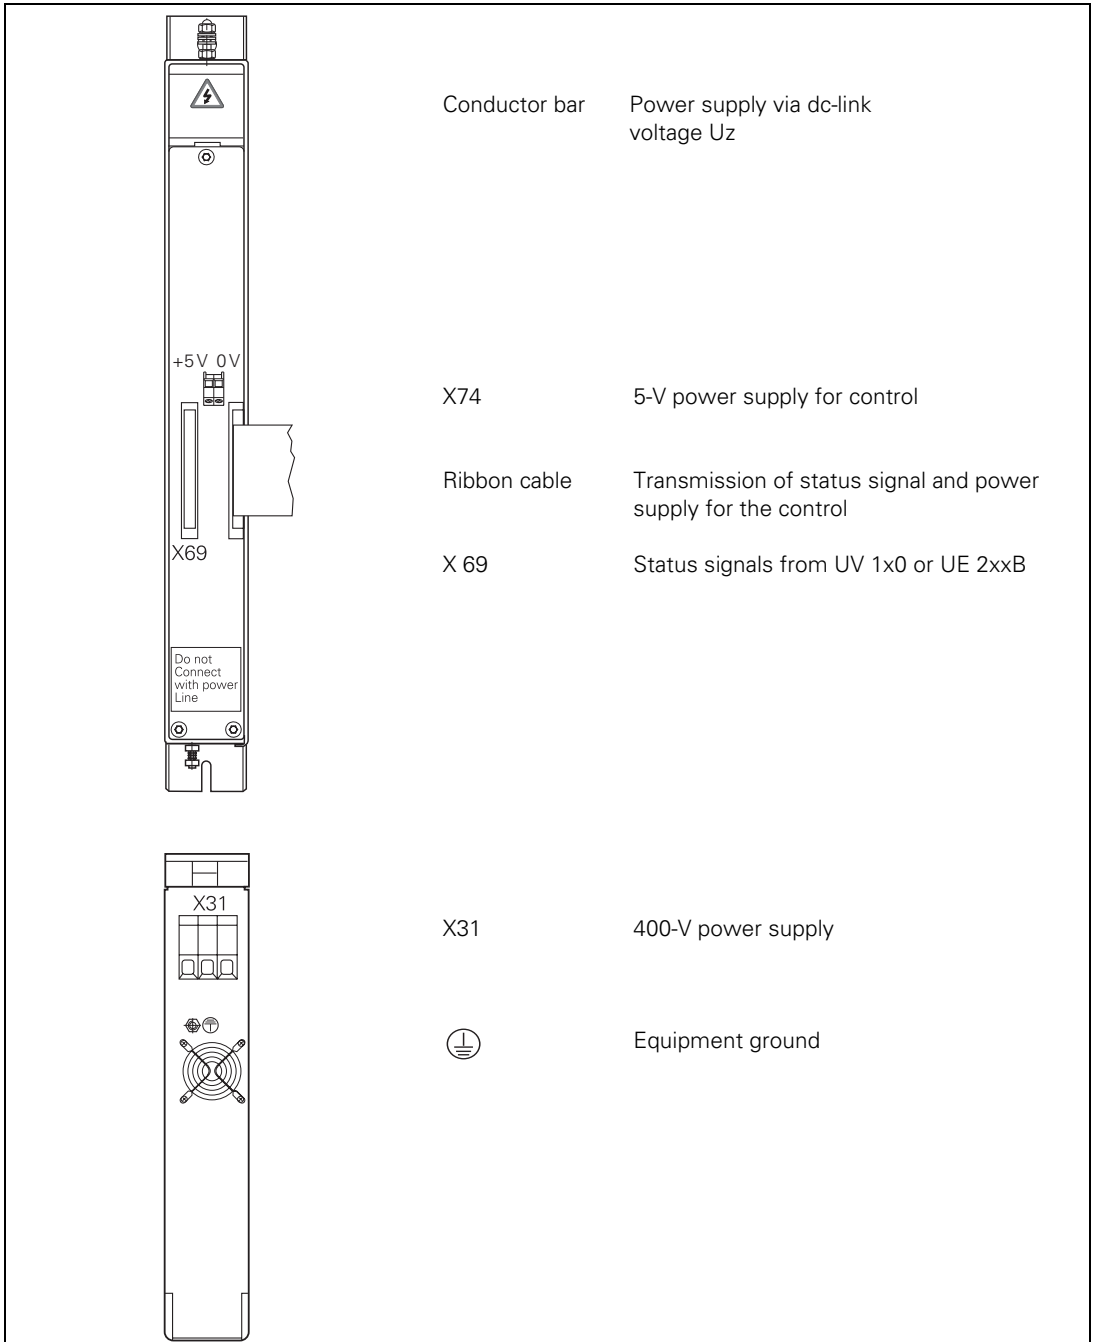 Conductor bar Power supply via dc-link
voltage Uz
+5V 0V
X74 5-V power supply for control
Ribbon cable Transmission of status signal and power
supply for the control
X69
X 69 Status signals from UV 1x0 or UE 2xxB
Do not
Connect
with power
Line
X31
X31 400-V power supply
Equipment ground